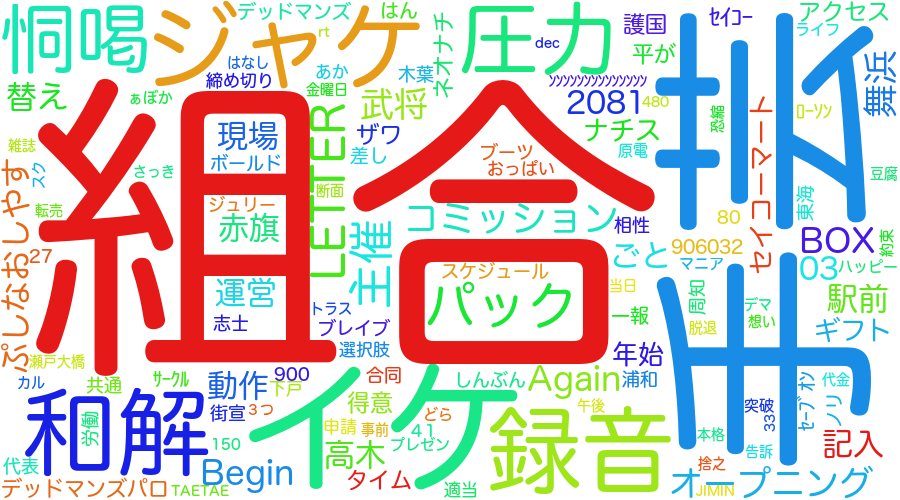 恫喝
ジャケ
デッドマンズ
はん
圧力
dec
護国
平が
ｾｲｺｰ
アクセス
ライフ
rt
はなし
締め切り
あか
金曜日
木葉
ネオナチ
ｿｿｿｿｿｿｿｿｿｿｿｿｿｿ
2081
480
恐縮
ﾛｰｿﾝ
舞浜
替え
ぁぼか
現場
ボールド
LETTER
武将
ザワ
差し
ブーツ
おっぱい
ナチス
原電
セイコーマート
弁当
雑誌
スク
さっき
組合
断面
豆腐
転売
ジュリー
赤旗
主催
コミッション
相性
80
東海
ぷしなおしやす
27
運営
スケジュール
パック
ごと
906032
マニア
BOX
03
約束
ハッピー
志士
トラス
ブレイブ
選択肢
当日
一報
周知
脱退
デマ
想い
駅前
瀬戸大橋
カル
共通
ｻｰｸﾙ
動作
900
下戸
イケ
合同
しんぶん
年始
浦和
ギフト
和解
労働
街宣
3つ
得意
Again
代金
150
申請
事前
どら
41
プレゼン
録音
午後
突破
33
ｾｰﾌﾞｵﾝ
ノリ
代表
Begin
高木
タイム
適当
本格
告訴
捨之
記入
デッドマンズパロ
TAETAE
オープニング
JIMIN